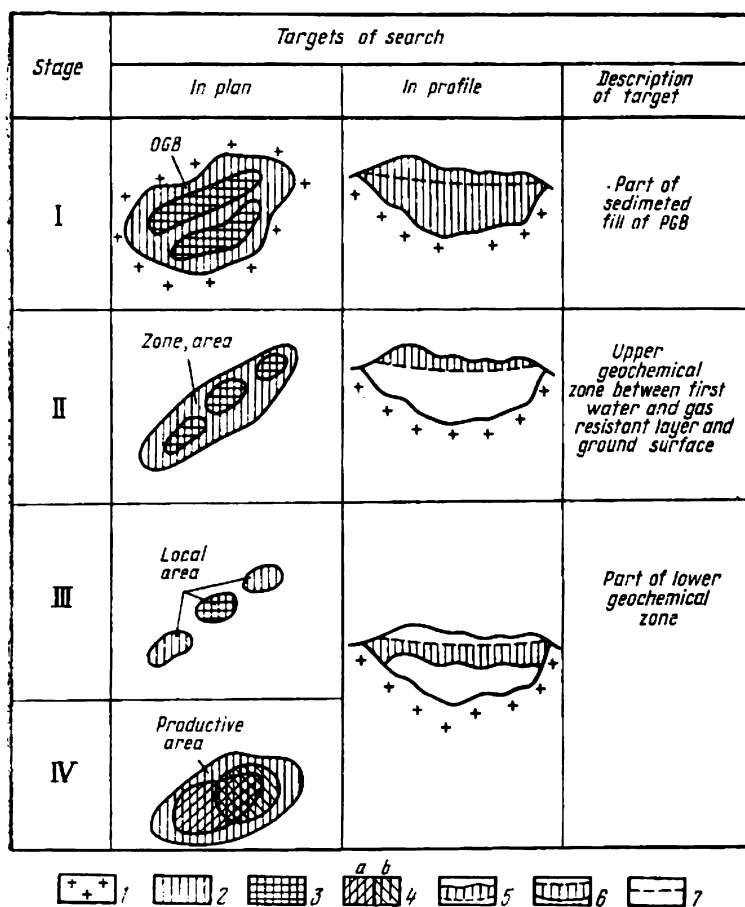 Stage
Targets of search
In plan
In profile
Description
of target
I
OGB
Part of
sedimeted
fill of PGB
II
Zone, area
Upper
geochemical
zone between first
water and gas
resistant layer and
ground surface
III
Local
area
Part of lower
geochemical
zone
IV
Productive
area
a b
1 2 3 4 5 6 7